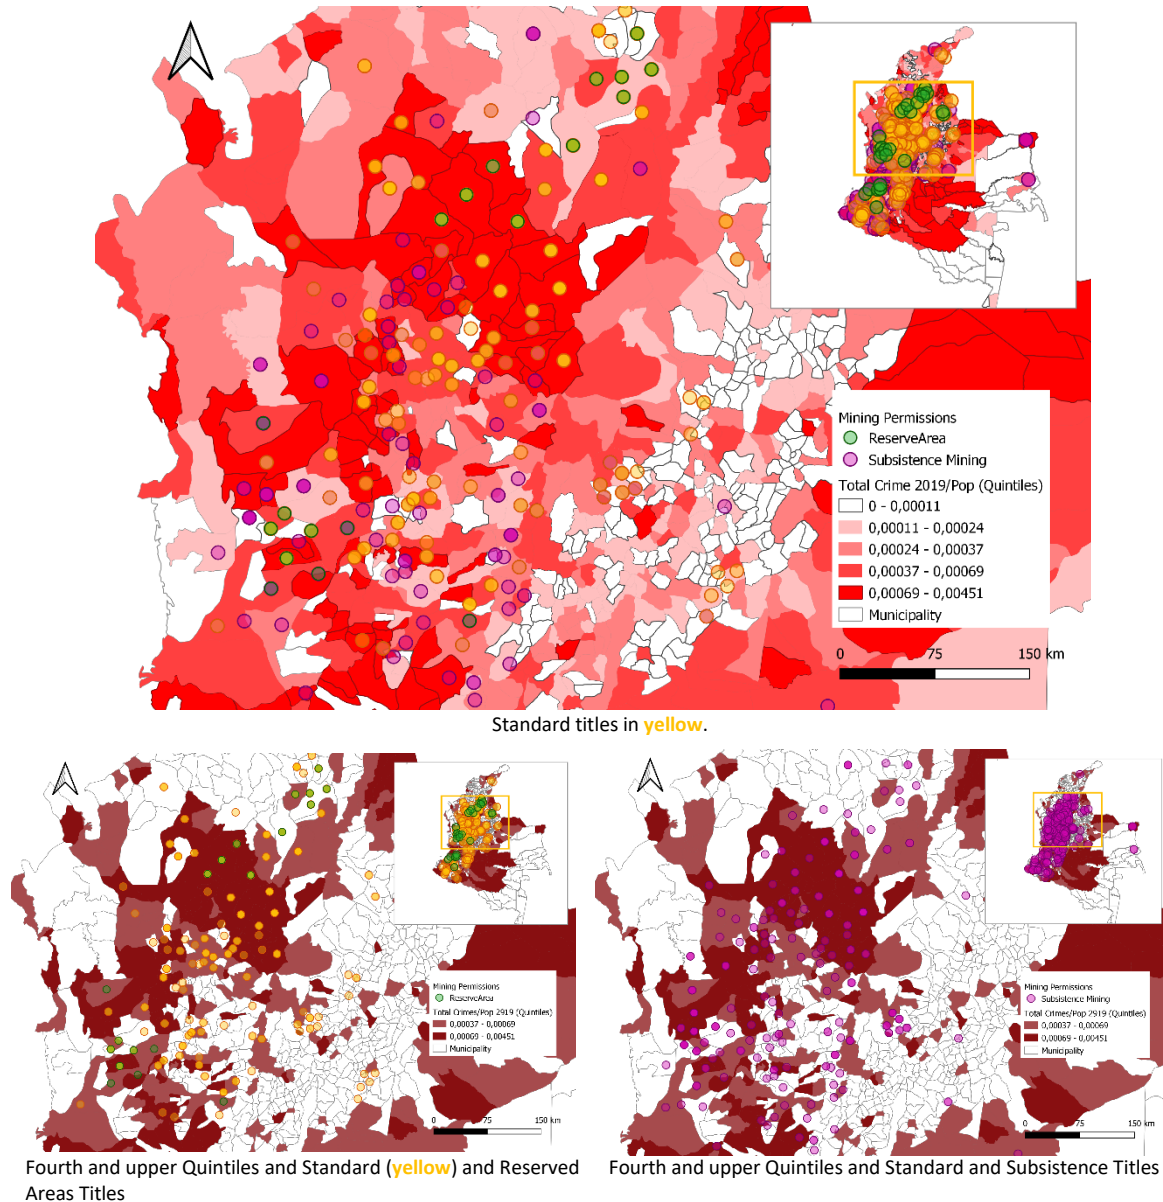 Mining Permissions
ReserveArea
Subsistence Mining
Total Crime 2019/Pop (Quintiles)
0 - 0,00011
0,00011 - 0,00024
0,00024 - 0,00037
0,00037 - 0,00069
0,00069 - 0,00451
Municipality
0 75 150 km
Standard titles in yellow.
Mining Permissions
ReserveArea
Total Crimes/Pop 2919 (Quintiles)
0,00037 - 0,00069
0,00069 - 0,00451
Municipality
0 75 150 km
Mining Permissions
Subsistence Mining
Total Crimes/Pop 2919 (Quintiles)
0,00037 - 0,00069
0,00069 - 0,00451
Municipality
0 75 150 km
Fourth and upper Quintiles and Standard (yellow) and Reserved
Areas Titles
Fourth and upper Quintiles and Standard and Subsistence Titles